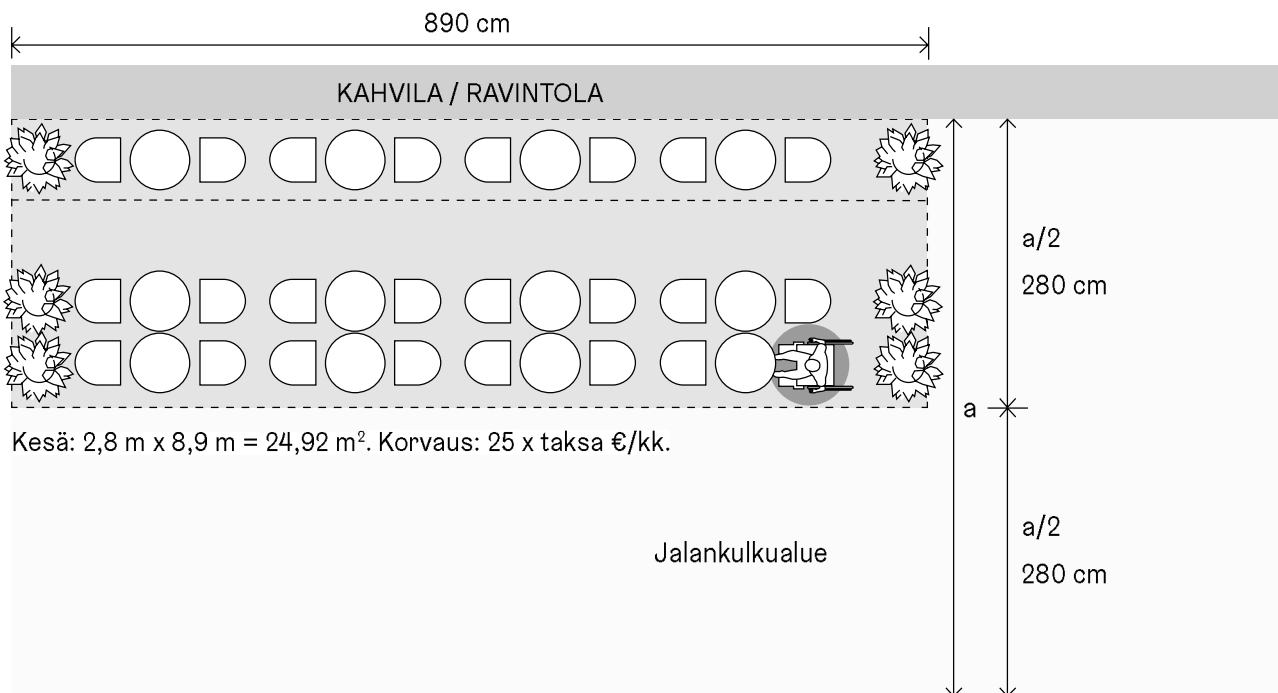 890 cm
KAHVILA / RAVINTOLA
a/2
280 cm
a
Kesä: 2,8 m x 8,9 m = 24,92 m². Korvaus: 25 x taksa €/kk.
a/2
Jalankulkualue
280 cm